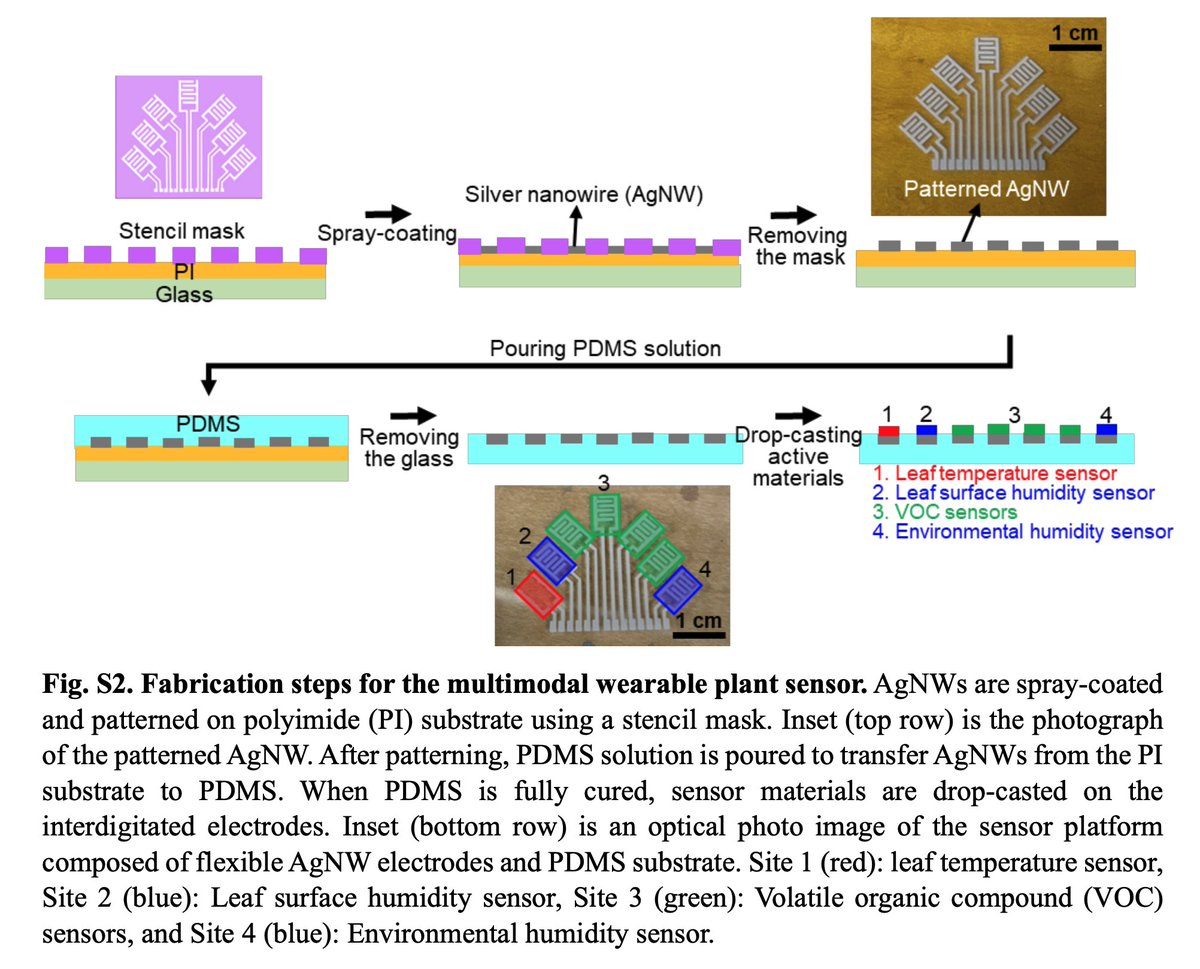 1 cm
Stencil mask
Silver nanowire (AgNW)
Patterned AgNW
Spray-coating
Removing
the mask
PI
Glass
Pouring PDMS solution
PDMS
Removing
the glass
Drop-casting
active
materials
1 2 3 4
1. Leaf temperature sensor
2. Leaf surface humidity sensor
3. VOC sensors
4. Environmental humidity sensor
3
2
4
1
1 cm
Fig. S2. Fabrication steps for the multimodal wearable plant sensor. AgNWs are spray-coated
and patterned on polyimide (PI) substrate using a stencil mask. Inset (top row) is the photograph
of the patterned AgNW. After patterning, PDMS solution is poured to transfer AgNWs from the PI
substrate to PDMS. When PDMS is fully cured, sensor materials are drop-casted on the
interdigitated electrodes. Inset (bottom row) is an optical photo image of the sensor platform
composed of flexible AgNW electrodes and PDMS substrate. Site 1 (red): leaf temperature sensor,
Site 2 (blue): Leaf surface humidity sensor, Site 3 (green): Volatile organic compound (VOC)
sensors, and Site 4 (blue): Environmental humidity sensor.